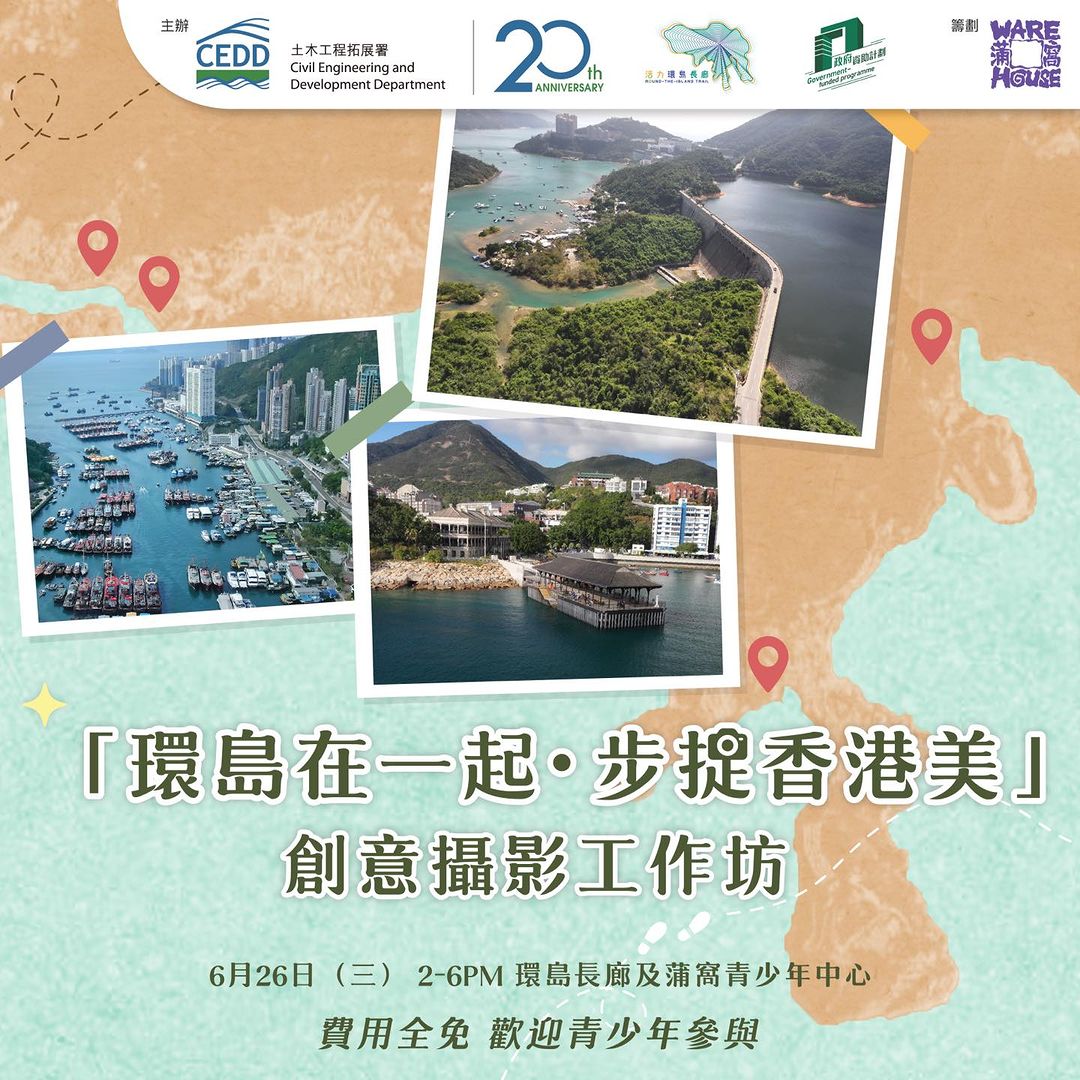 主辦
CEDD
土木工程拓展署
Civil Engineering and
Development Department
20th
ANNIVERSARY
活力環島長廊
ROUND-THE-ISLAND TRAIL
政府資助計劃
Government-
funded programme
籌劃
WARE
蒲窩
HOUSE
「環島在一起・步捉香港美」
創意攝影工作坊
6月26日（三） 2-6PM 環島長廊及蒲窩青少年中心
費用全免 歡迎青少年參與